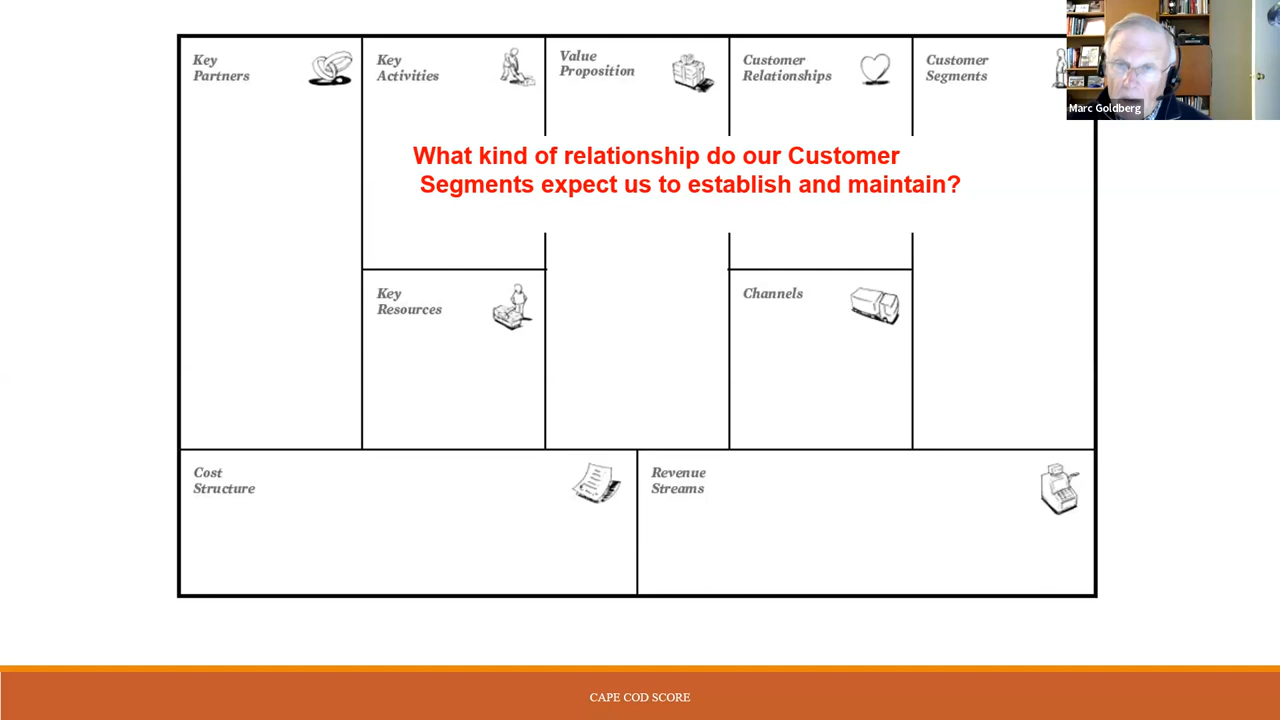 Key
Partners
Key
Activities
Value
Proposition
Customer
Relationships
Customer
Segments
Marc Goldberg
What kind of relationship do our Customer
Segments expect us to establish and maintain?
Key
Resources
Channels
Cost
Structure
Revenue
Streams
CAPE COD SCORE